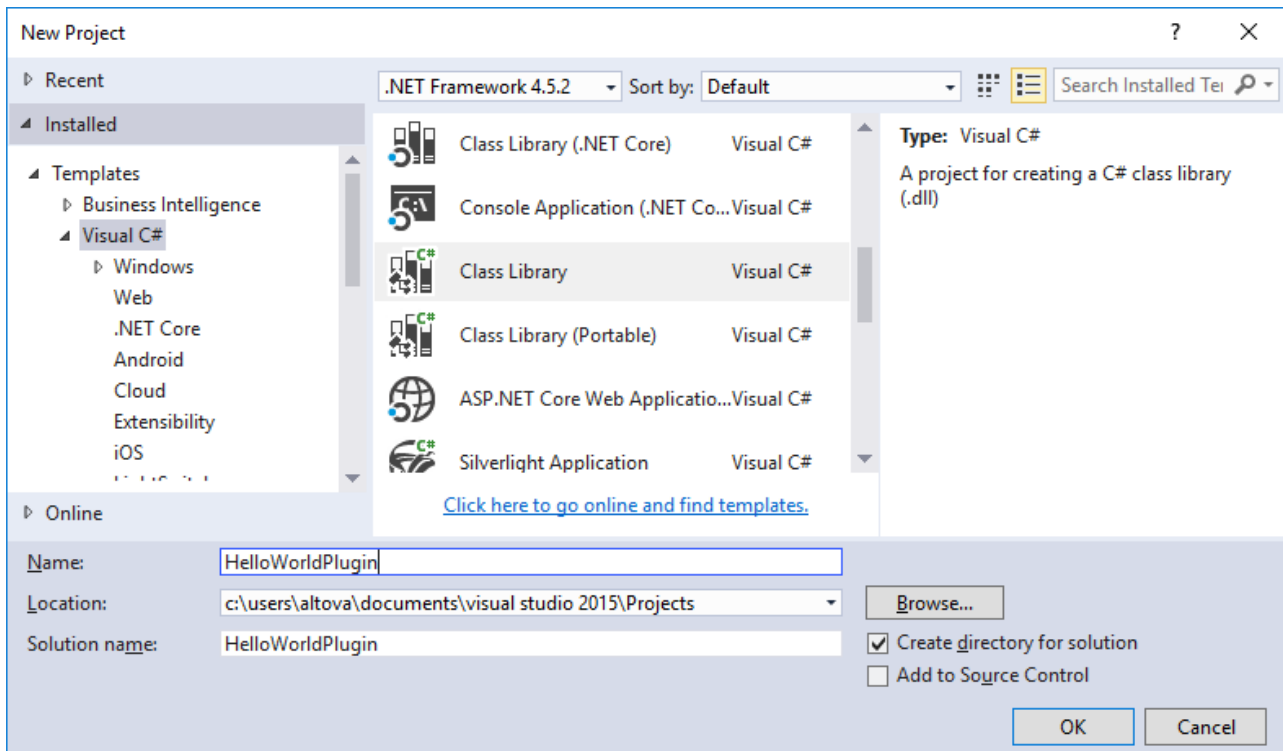 New Project
?
Recent
.NET Framework 4.5.2
Sort by:
Default
Search Installed Te
Installed
Templates
Business Intelligence
Visual C#
Windows
Web
.NET Core
Android
Cloud
Extensibility
iOS
Online
Class Library (.NET Core) Visual C#
C:\
Console Application (.NET Co...Visual C#
C#
Class Library Visual C#
C#
Class Library (Portable) Visual C#
ASP.NET Core Web Applicatio...Visual C#
C#
Silverlight Application Visual C#
Click here to go online and find templates.
Type: Visual C#
A project for creating a C# class library
(.dll)
Name: HelloWorldPlugin
Location: c:\users\altova\documents\visual studio 2015\Projects
Browse...
Solution name: HelloWorldPlugin
Create directory for solution
Add to Source Control
OK
Cancel